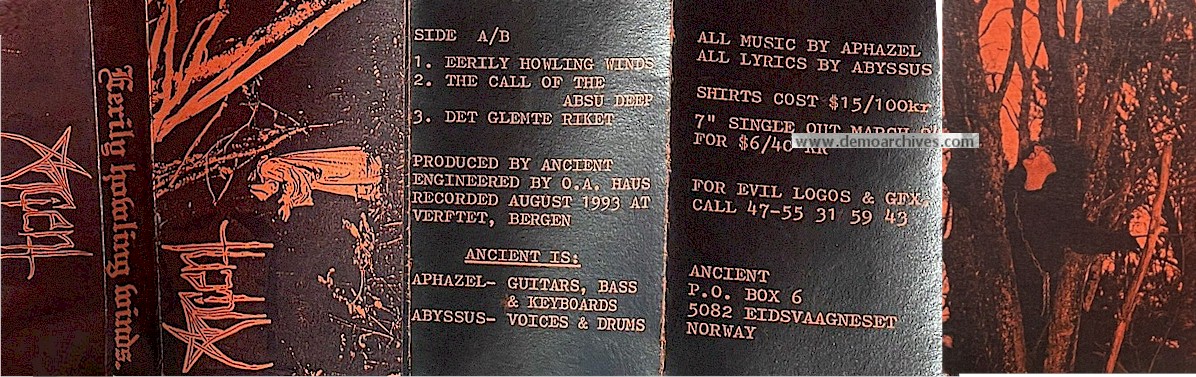 Ancient
Eerily howling winds.
Ancient
SIDE A/B
1. EERILY HOWLING WINDS
2. THE CALL OF THE
ABSU DEEP
3. DET GLEMTE RIKET
PRODUCED BY ANCIENT
ENGINEERED BY O.A. HAUS
RECORDED AUGUST 1993 AT
VERFTET, BERGEN
ANCIENT IS:
APHAZEL- GUITARS, BASS
& KEYBOARDS
ABYSSUS- VOICES & DRUMS
ALL MUSIC BY APHAZEL
ALL LYRICS BY ABYSSUS
SHIRTS COST $15/100kr
7" SINGLE OUT MARCH
FOR $6/40 KR
www.demoarchives.com
FOR EVIL LOGOS & GFX,
CALL 47-55 31 59 43
ANCIENT
P.O. BOX 6
5082 EIDSVAAGNESET
NORWAY